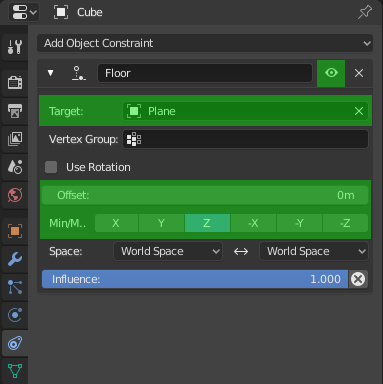 Cube
Add Object Constraint
Floor
Target: Plane
Vertex Group:
Use Rotation
Offset: 0m
Min/M.. X Y Z -X -Y -Z
Space: World Space World Space
Influence: 1.000